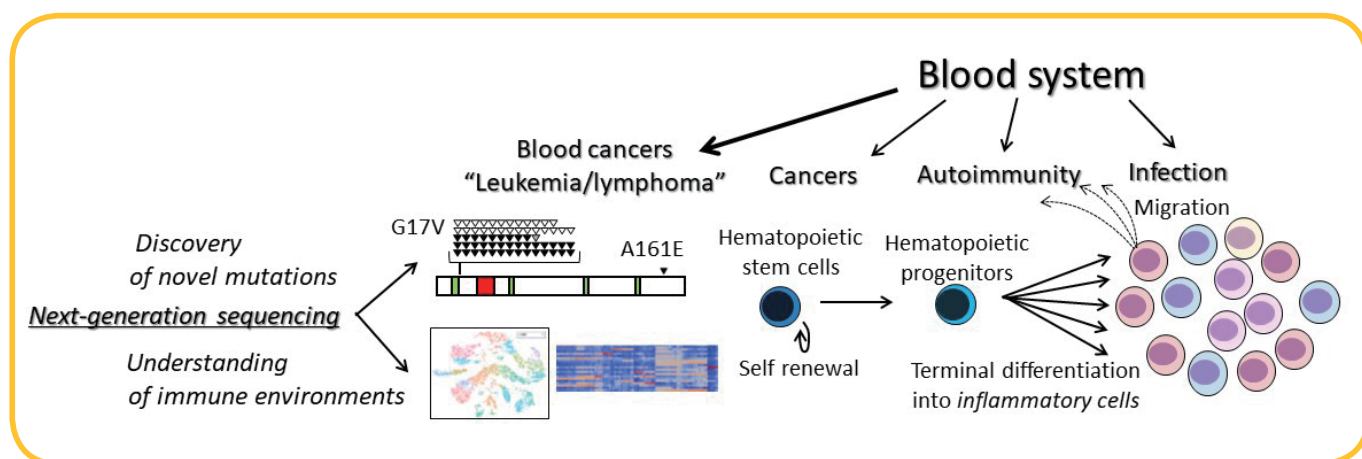 Blood system
Blood cancers
“Leukemia/lymphoma”
Cancers
Autoimmunity
Infection
Migration
G17V
A161E
Discovery
of novel mutations
Next-generation sequencing
Understanding
of immune environments
Hematopoietic
stem cells
Self renewal
Hematopoietic
progenitors
Terminal differentiation
into inflammatory cells